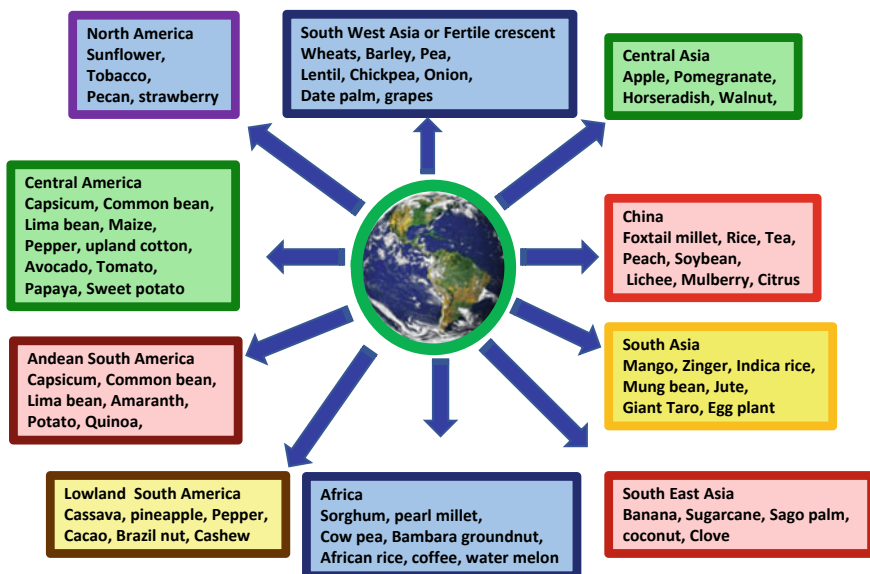 North America
Sunflower,
Tobacco,
Pecan, strawberry
South West Asia or Fertile crescent
Wheats, Barley, Pea,
Lentil, Chickpea, Onion,
Date palm, grapes
Central Asia
Apple, Pomegranate,
Horseradish, Walnut,
Central America
Capsicum, Common bean,
Lima bean, Maize,
Pepper, upland cotton,
Avocado, Tomato,
Papaya, Sweet potato
China
Foxtail millet, Rice, Tea,
Peach, Soybean,
Lichee, Mulberry, Citrus
Andean South America
Capsicum, Common bean,
Lima bean, Amaranth,
Potato, Quinoa,
South Asia
Mango, Zinger, Indica rice,
Mung bean, Jute,
Giant Taro, Egg plant
Lowland South America
Cassava, pineapple, Pepper,
Cacao, Brazil nut, Cashew
Africa
Sorghum, pearl millet,
Cow pea, Bambara groundnut,
African rice, coffee, water melon
South East Asia
Banana, Sugarcane, Sago palm,
coconut, Clove